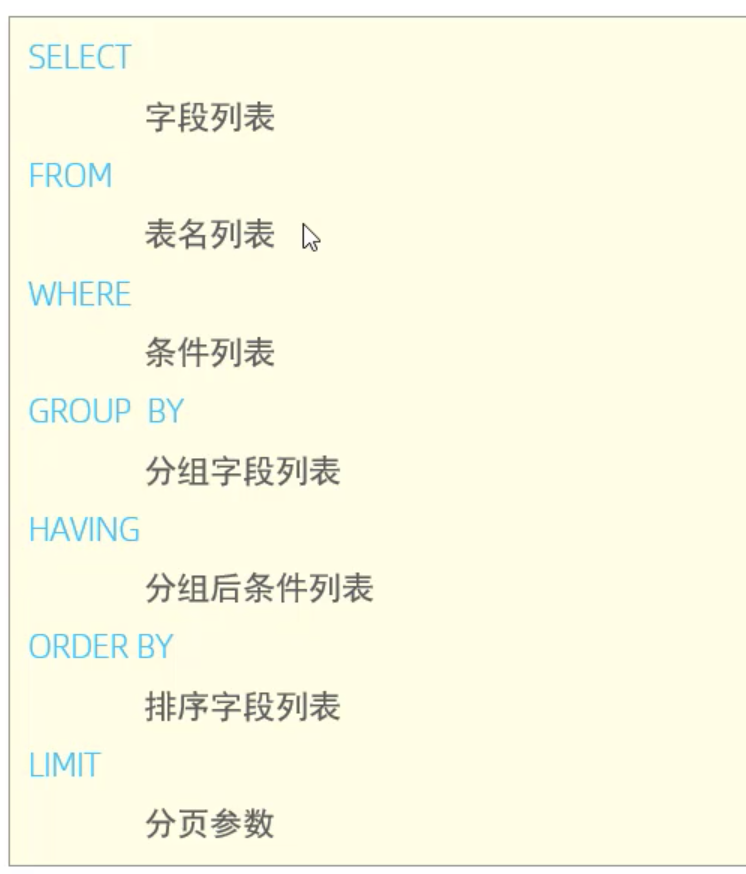 SELECT
字段列表
FROM
表名列表
WHERE
条件列表
GROUP BY
分组字段列表
HAVING
分组后条件列表
ORDER BY
排序字段列表
LIMIT
分页参数